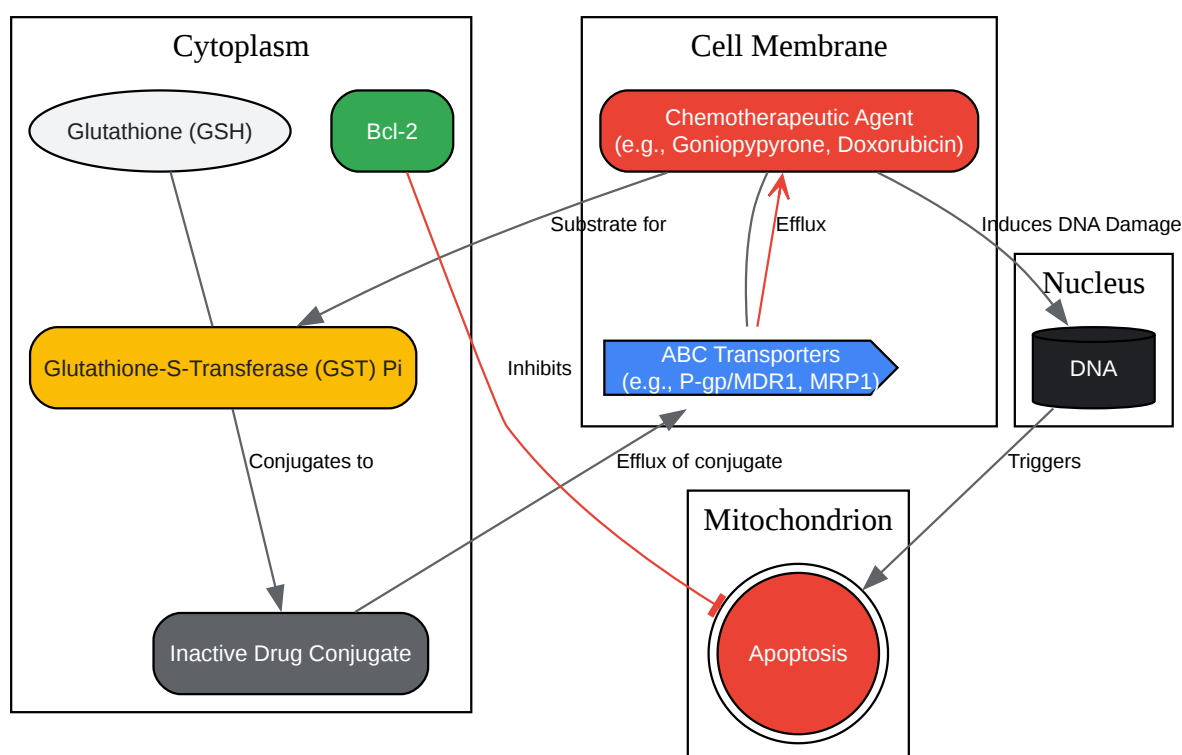 Cytoplasm
Cell Membrane
Glutathione (GSH)
Bcl-2
Chemotherapeutic Agent
(e.g., Goniopypyrone, Doxorubicin)
Substrate for
Efflux
Induces DNA Damage
Nucleus
Glutathione-S-Transferase (GST) Pi
Inhibits
ABC Transporters
(e.g., P-gp/MDR1, MRP1)
DNA
Conjugates to
Efflux of conjugate
Triggers
Mitochondrion
Inactive Drug Conjugate
Apoptosis